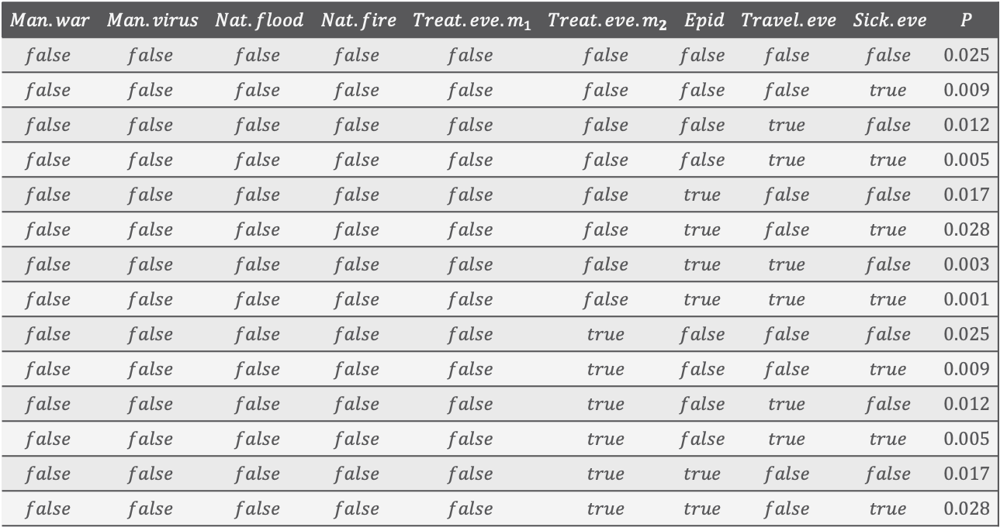 Man.war Man.virus Nat.flood Nat.fire Treat.eve.m₁ Treat.eve.m₂ Epid Travel.eve Sick.eve P
false false false false false false false false false 0.025
false false false false false false false false true 0.009
false false false false false false false true false 0.012
false false false false false false false true true 0.005
false false false false false false true false false 0.017
false false false false false false true false true 0.028
false false false false false false true true false 0.003
false false false false false false true true true 0.001
false false false false false true false false false 0.025
false false false false false true false false true 0.009
false false false false false true false true false 0.012
false false false false false true false true true 0.005
false false false false false true true false false 0.017
false false false false false true true false true 0.028